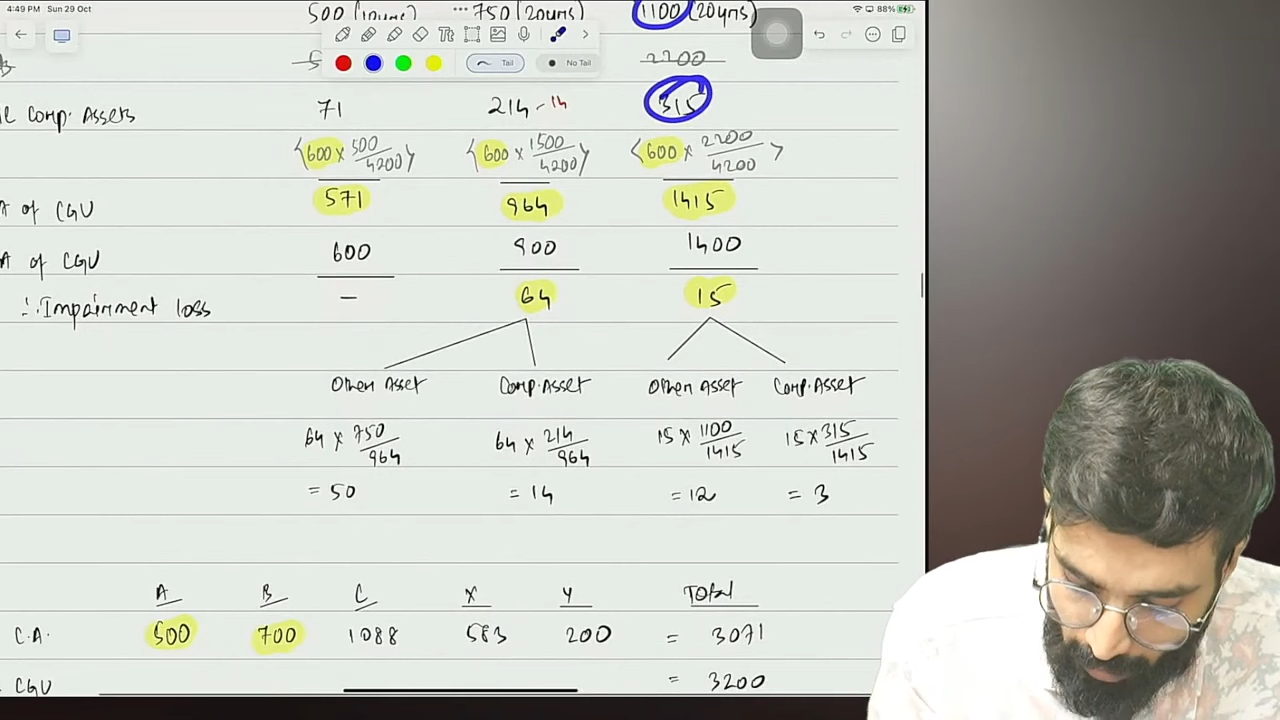 4:49 PM Sun 29 Oct
88%
500 (10yrs) 750 (20yrs) 1100 (20yrs)
Tail No Tail
2200
Comp. Assets 71 214 -14 315
<600 × 500/4200> <600 × 1500/4200> <600 × 2200/4200>
A of CGU 571 964 1415
A of CGU 600 900 1400
∴ Impairment loss — 64 15
Other Asset Comp. Asset Other Asset Comp. Asset
64 × 750/964 64 × 214/964 15 × 1100/1415 15 × 315/1415
= 50 = 14 = 12 = 3
A B C X Y Total
C.A. 500 700 1088 583 200 = 3071
CGU = 3200